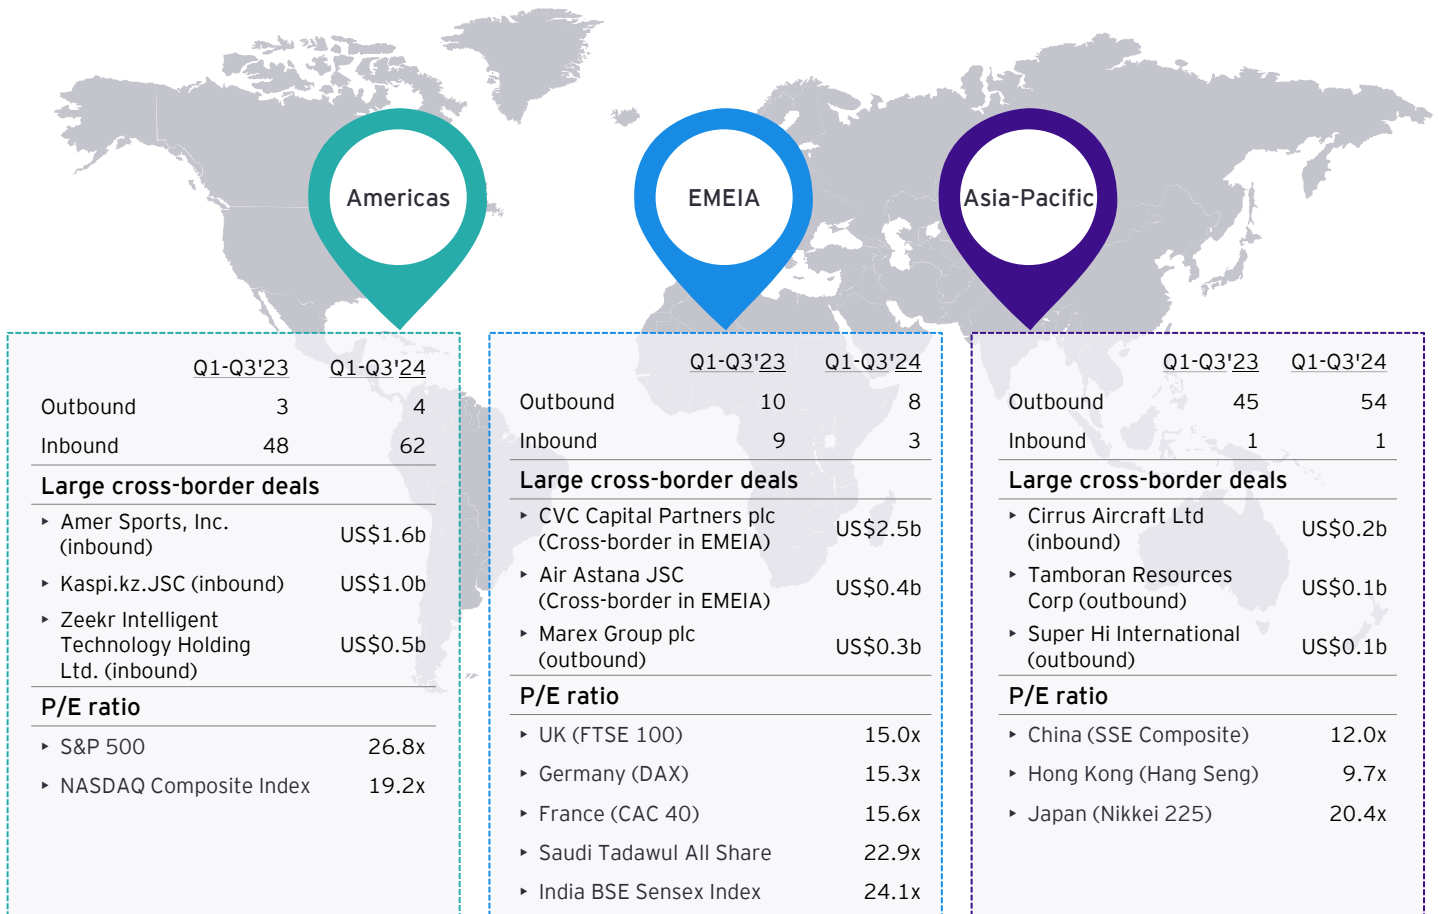 Americas
EMEIA
Asia-Pacific
Q1-Q3'23 Q1-Q3'24
Outbound 3 4
Inbound 48 62
Large cross-border deals
‣ Amer Sports, Inc.
(inbound) US$1.6b
‣ Kaspi.kz.JSC (inbound) US$1.0b
‣ Zeekr Intelligent
Technology Holding US$0.5b
Ltd. (inbound)
P/E ratio
‣ S&P 500 26.8x
‣ NASDAQ Composite Index 19.2x
Q1-Q3'23 Q1-Q3'24
Outbound 10 8
Inbound 9 3
Large cross-border deals
‣ CVC Capital Partners plc
(Cross-border in EMEIA) US$2.5b
‣ Air Astana JSC
(Cross-border in EMEIA) US$0.4b
‣ Marex Group plc
(outbound) US$0.3b
P/E ratio
‣ UK (FTSE 100) 15.0x
‣ Germany (DAX) 15.3x
‣ France (CAC 40) 15.6x
‣ Saudi Tadawul All Share 22.9x
‣ India BSE Sensex Index 24.1x
Q1-Q3'23 Q1-Q3'24
Outbound 45 54
Inbound 1 1
Large cross-border deals
‣ Cirrus Aircraft Ltd
(inbound) US$0.2b
‣ Tamboran Resources
Corp (outbound) US$0.1b
‣ Super Hi International
(outbound) US$0.1b
P/E ratio
‣ China (SSE Composite) 12.0x
‣ Hong Kong (Hang Seng) 9.7x
‣ Japan (Nikkei 225) 20.4x